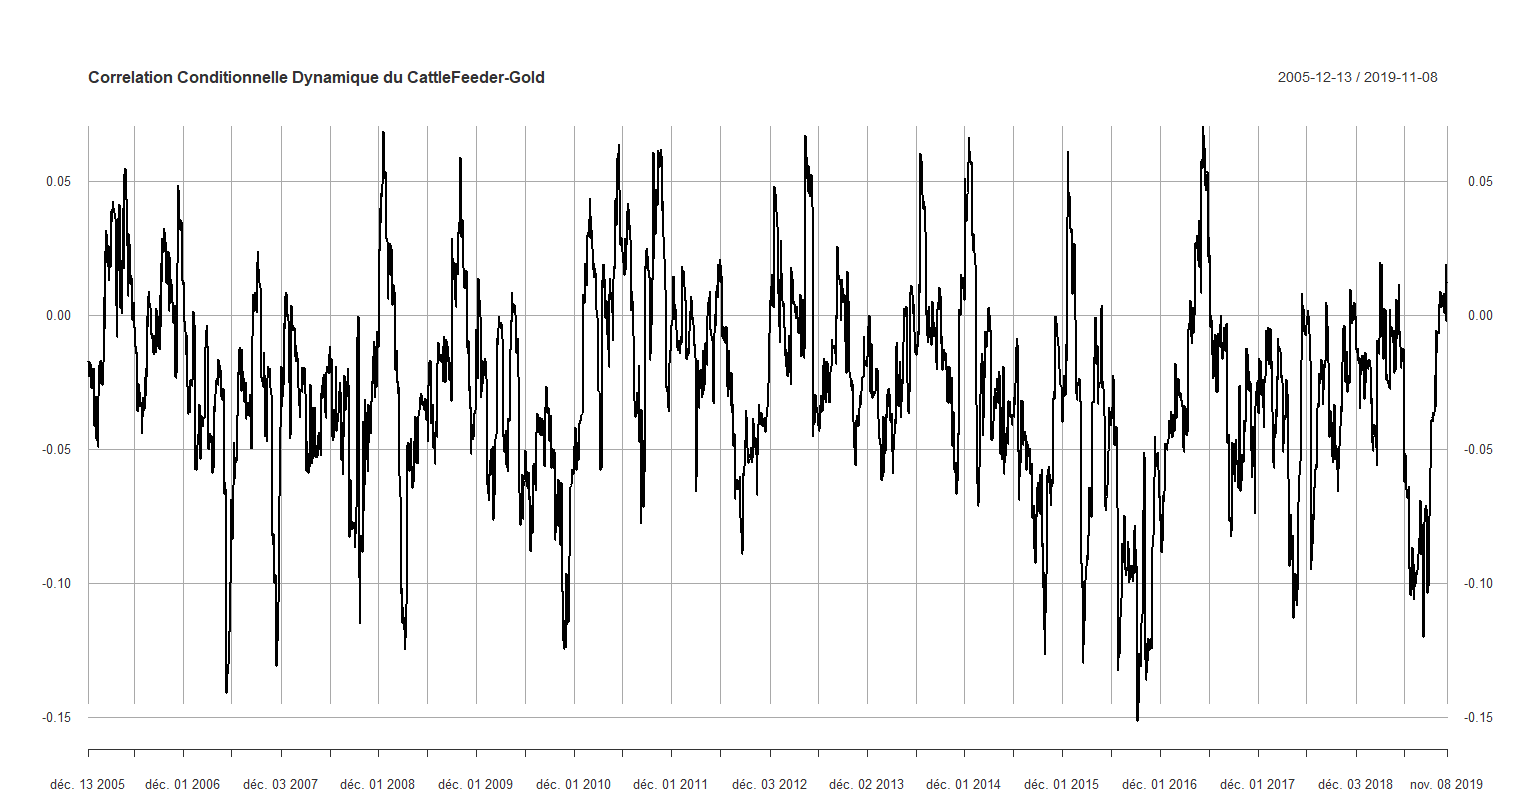 Correlation Conditionnelle Dynamique du CattleFeeder-Gold
2005-12-13 / 2019-11-08
0.05 0.05
0.00 0.00
-0.05 -0.05
-0.10 -0.10
-0.15 -0.15
déc. 13 2005 déc. 01 2006 déc. 03 2007 déc. 01 2008 déc. 01 2009 déc. 01 2010 déc. 01 2011 déc. 03 2012 déc. 02 2013 déc. 01 2014 déc. 01 2015 déc. 01 2016 déc. 01 2017 déc. 03 2018 nov. 08 2019